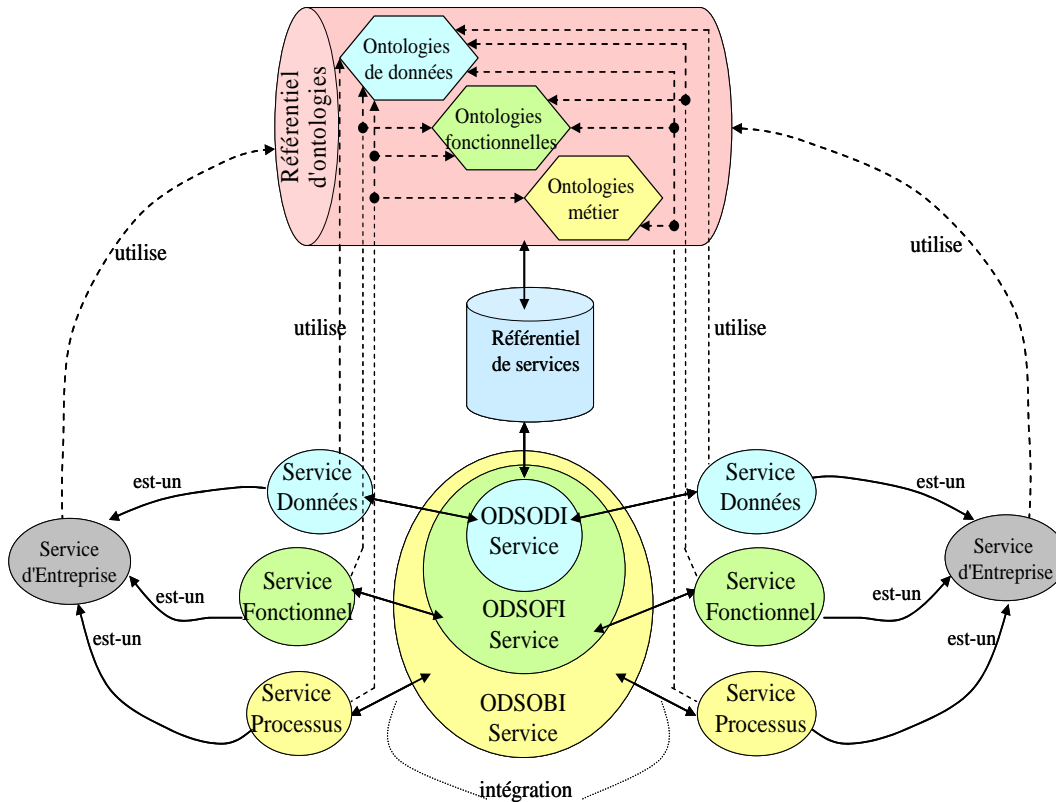 Référentiel
d'ontologies
Ontologies
de données
Ontologies
fonctionnelles
Ontologies
métier
utilise
utilise
utilise
utilise
Référentiel
de services
est-un
Service
Données
ODSODI
Service
Service
Données
est-un
Service
d'Entreprise
Service
d'Entreprise
est-un
Service
Fonctionnel
ODSOFI
Service
Service
Fonctionnel
est-un
est-un
Service
Processus
ODSOBI
Service
Service
Processus
est-un
intégration